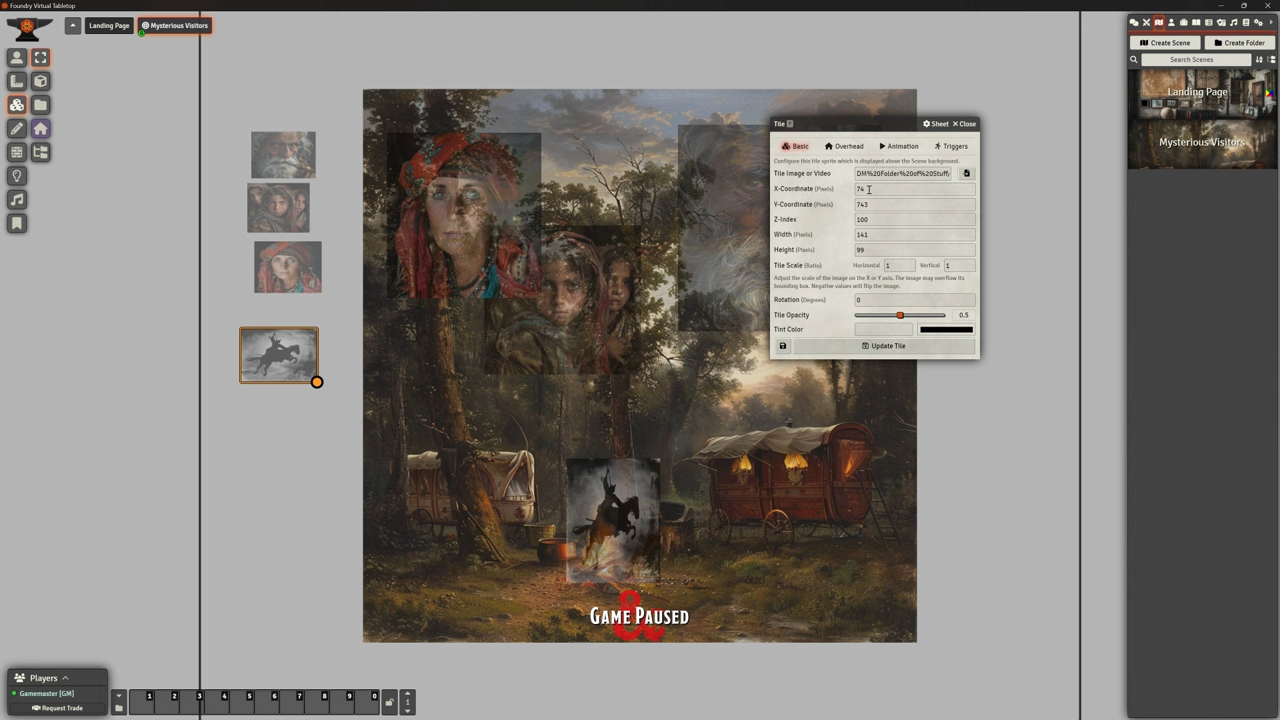 Foundry Virtual Tabletop
Landing Page
Mysterious Visitors
Create Scene
Create Folder
Search Scenes
Landing Page
Mysterious Visitors
Tile
Sheet
Close
Basic
Overhead
Animation
Triggers
Configure this tile sprite which is displayed above the Scene background.
Tile Image or Video
DM%20Folder%20of%20Stuff/
X-Coordinate (Pixels)
74
Y-Coordinate (Pixels)
743
Z-Index
100
Width (Pixels)
141
Height (Pixels)
99
Tile Scale (Ratio)
Horizontal
1
Vertical
1
Adjust the scale of the image on the X or Y axis. The image may overflow its
bounding box. Negative values will flip the image.
Rotation (Degrees)
0
Tile Opacity
0.5
Tint Color
Update Tile
&
Game Paused
Players
Gamemaster [GM]
Request Trade
1 2 3 4 5 6 7 8 9 0
1